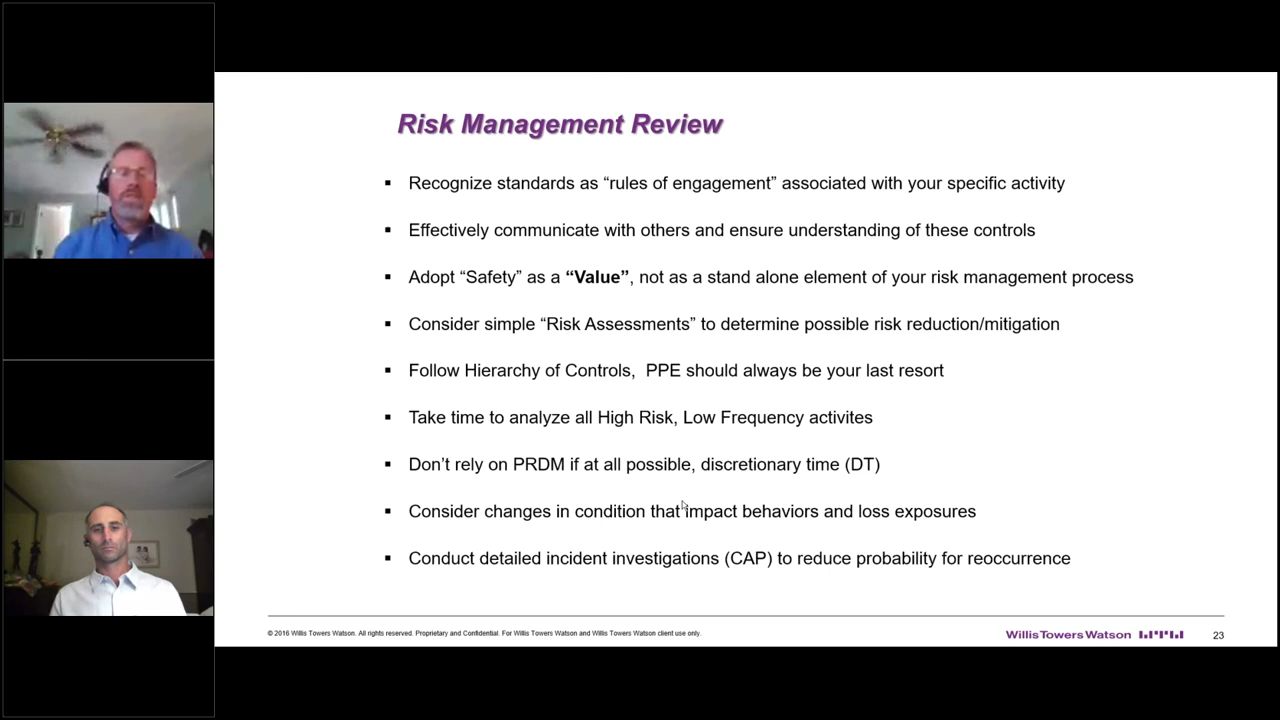 Risk Management Review
▪ Recognize standards as “rules of engagement” associated with your specific activity
▪ Effectively communicate with others and ensure understanding of these controls
▪ Adopt “Safety” as a “Value”, not as a stand alone element of your risk management process
▪ Consider simple “Risk Assessments” to determine possible risk reduction/mitigation
▪ Follow Hierarchy of Controls, PPE should always be your last resort
▪ Take time to analyze all High Risk, Low Frequency activites
▪ Don’t rely on PRDM if at all possible, discretionary time (DT)
▪ Consider changes in condition that impact behaviors and loss exposures
▪ Conduct detailed incident investigations (CAP) to reduce probability for reoccurrence
© 2016 Willis Towers Watson. All rights reserved. Proprietary and Confidential. For Willis Towers Watson and Willis Towers Watson client use only.
WillisTowersWatson
23